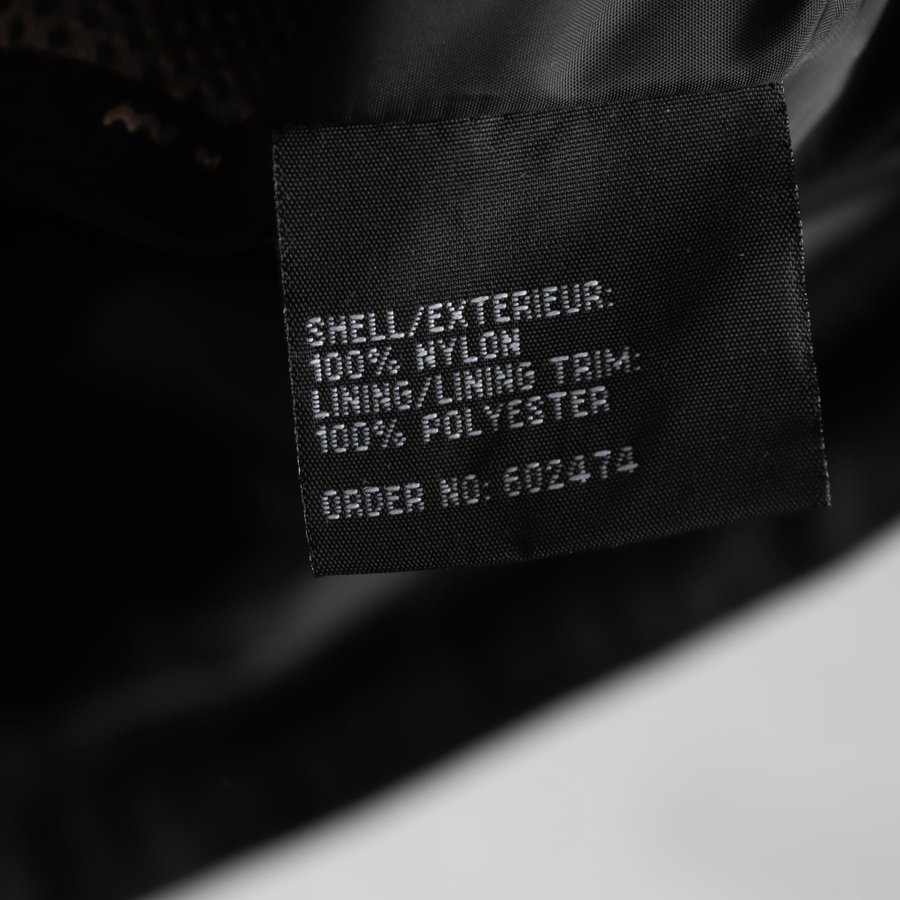 SHELL/EXTERIEUR:
100% NYLON
LINING/LINING TRIM:
100% POLYESTER
ORDER NO: 602474